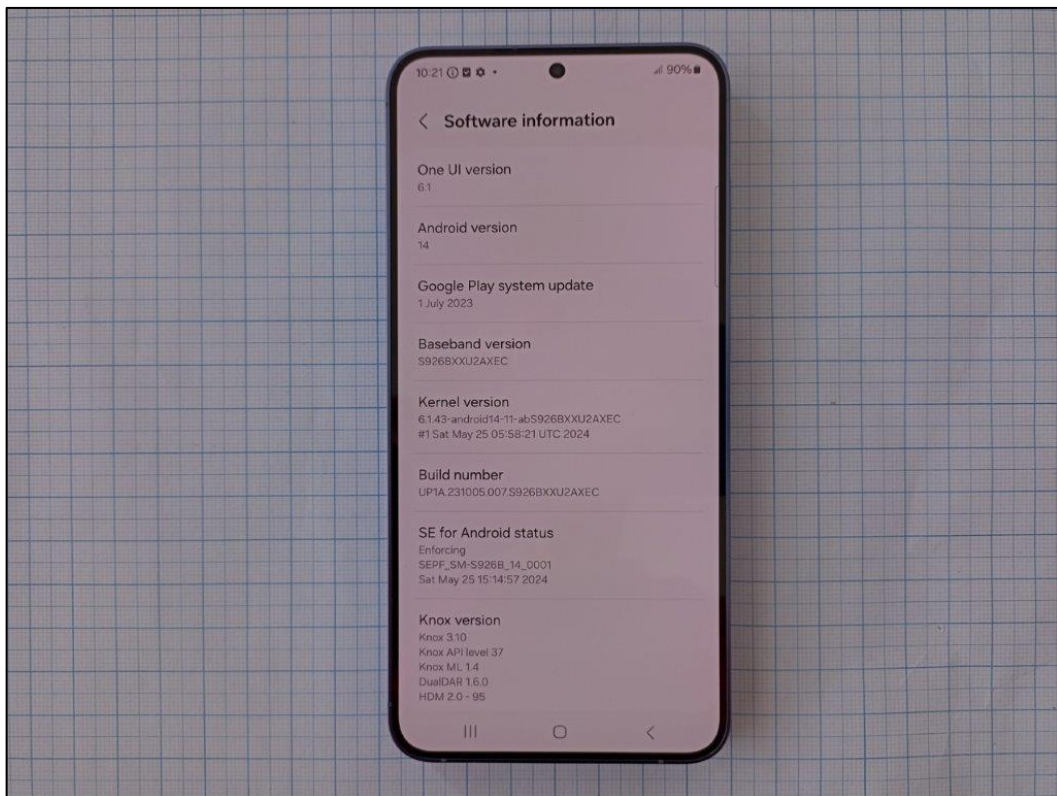 10:21
90%
Software information
One UI version
6.1
Android version
14
Google Play system update
1 July 2023
Baseband version
S926BXXU2AXEC
Kernel version
6.1.43-android14-11-abS926BXXU2AXEC
#1 Sat May 25 05:58:21 UTC 2024
Build number
UP1A.231005.007.S926BXXU2AXEC
SE for Android status
Enforcing
SEPF_SM-S926B_14_0001
Sat May 25 15:14:57 2024
Knox version
Knox 3.10
Knox API level 37
Knox ML 1.4
DualDAR 1.6.0
HDM 2.0 - 95